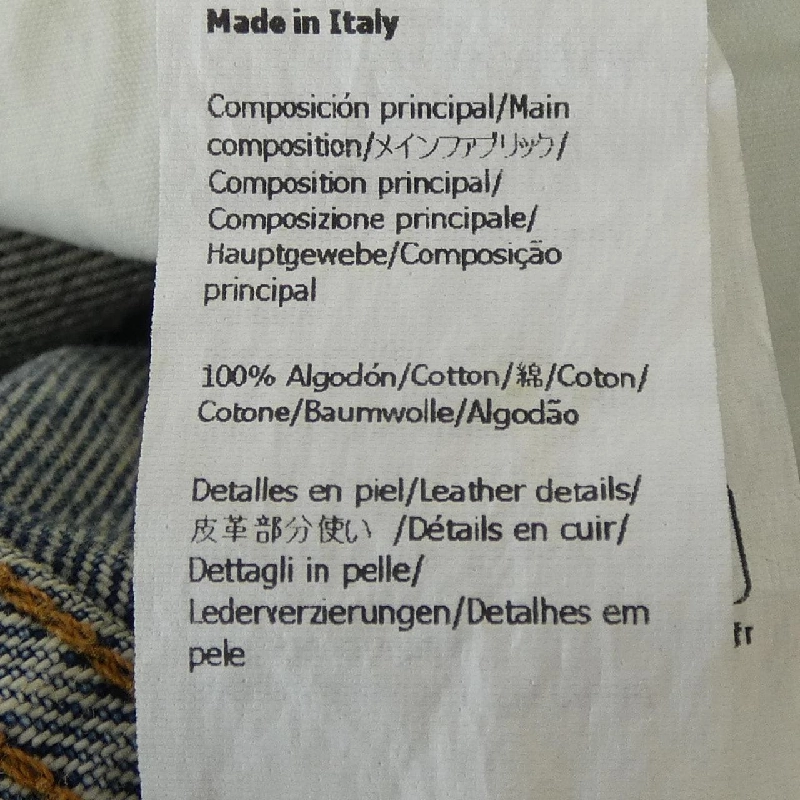 Made in Italy
Composición principal/Main
composition/メインファブリック/
Composition principal/
Composizione principale/
Hauptgewebe/Composição
principal
100% Algodón/Cotton/綿/Coton/
Cotone/Baumwolle/Algodão
Detalles en piel/Leather details/
皮革部分使い /Détails en cuir/
Dettagli in pelle/
Lederverzierungen/Detalhes em
pele
fr